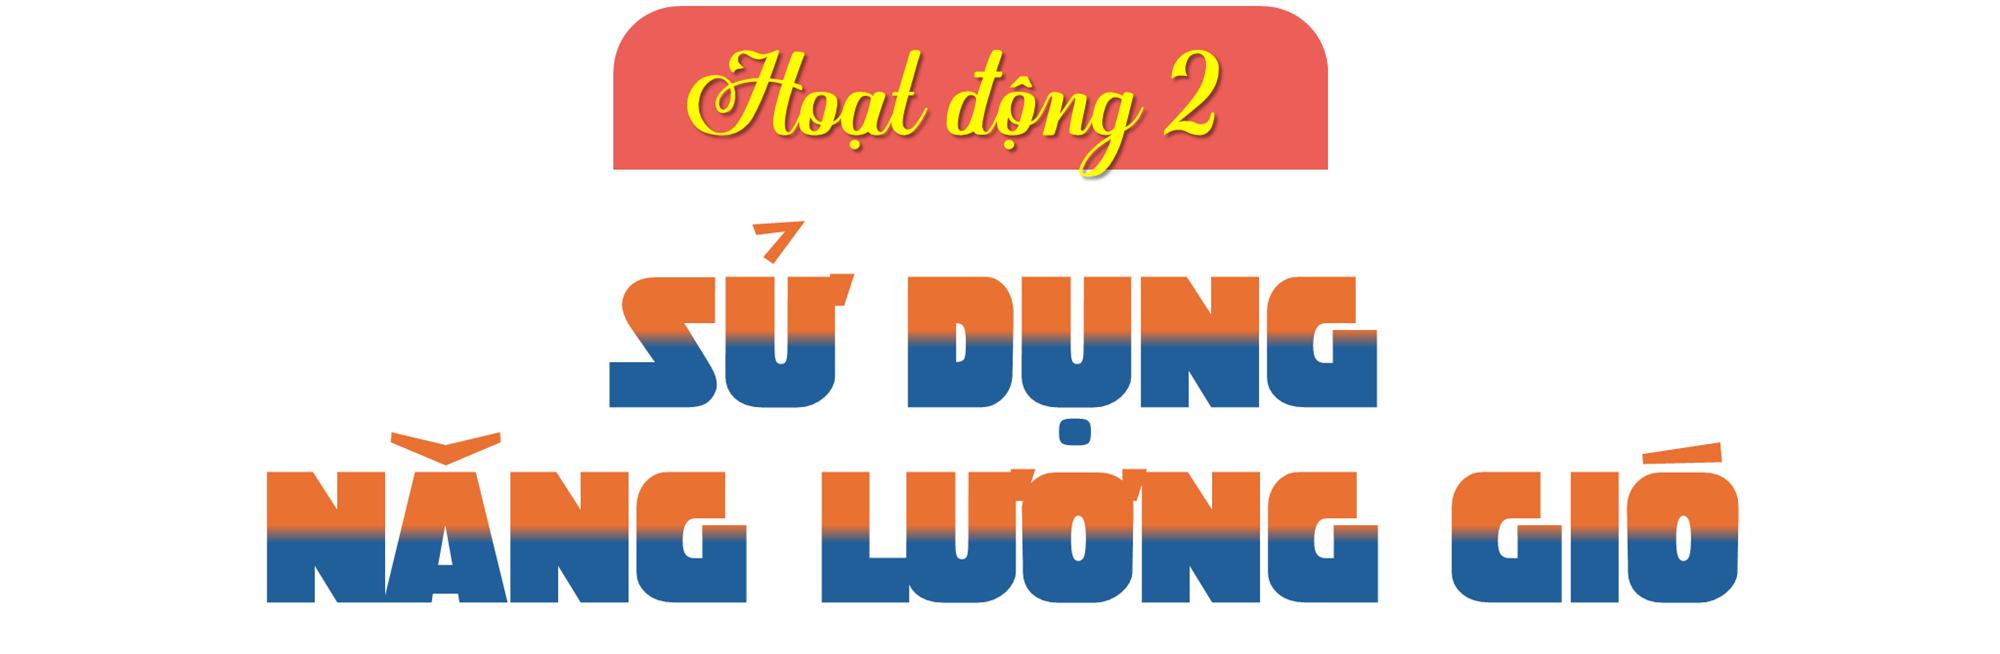 Hoạt động 2
SỬ DỤNG
NĂNG LƯỢNG GIÓ